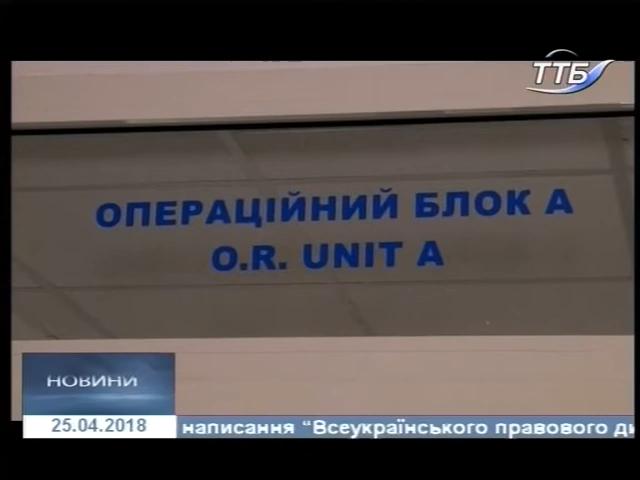 ТТБ
ОПЕРАЦІЙНИЙ БЛОК А
O.R. UNIT A
НОВИНИ
25.04.2018
написання “Всеукраїнського правового